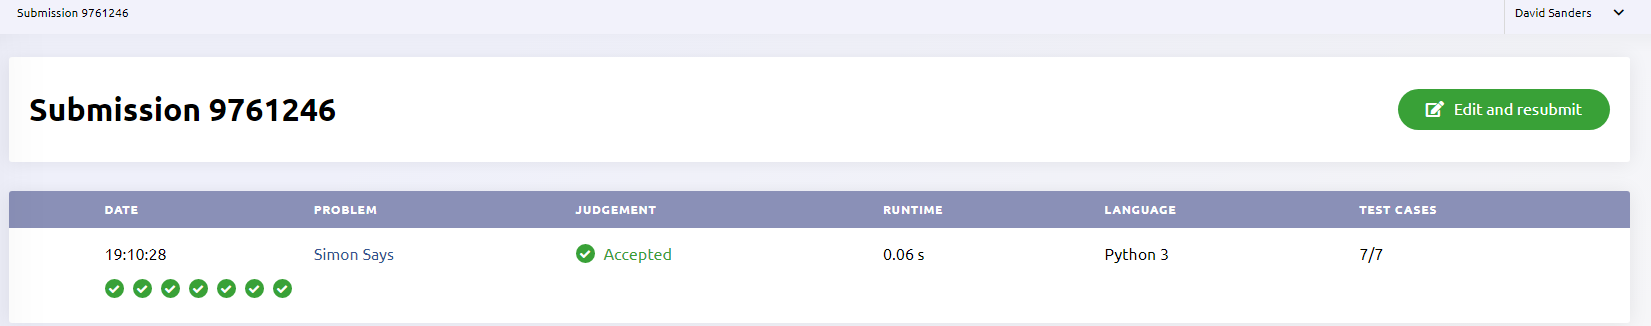 Submission 9761246
David Sanders
Submission 9761246
Edit and resubmit
DATE PROBLEM JUDGEMENT RUNTIME LANGUAGE TEST CASES
19:10:28 Simon Says Accepted 0.06 s Python 3 7/7